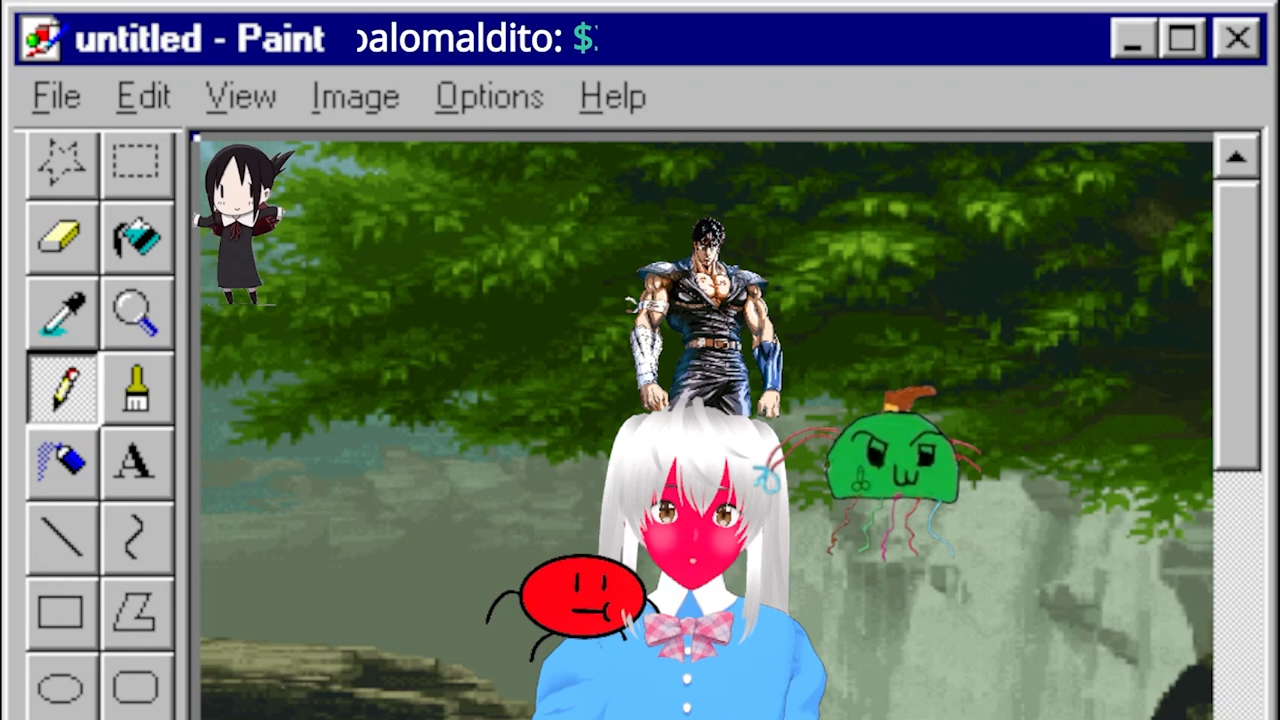 untitled - Paint
palomaldito: $
File Edit View Image Options Help
A